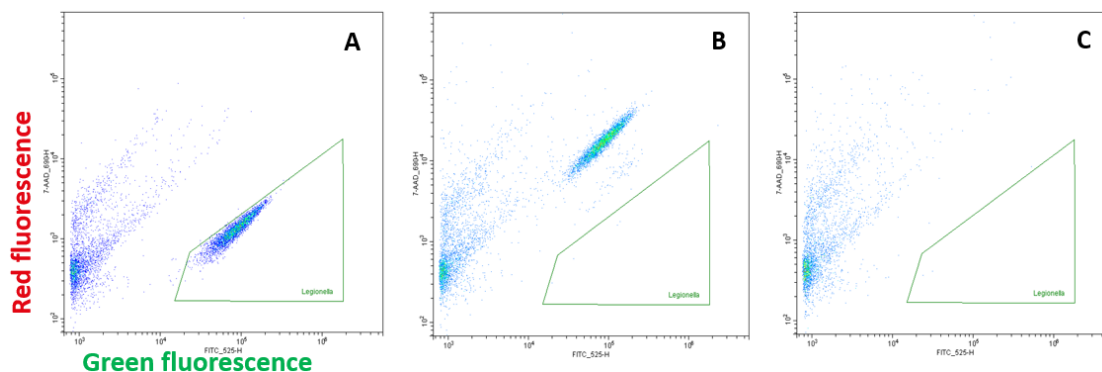 A
B
C
Red fluorescence
7-AAD_690-H
Legionella
FITC_525-H
Green fluorescence
7-AAD_690-H
Legionella
FITC_525-H
7-AAD_690-H
Legionella
FITC_525-H